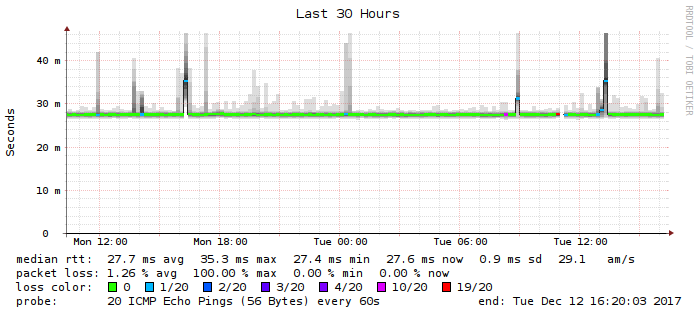 Last 30 Hours
RRDTOOL / TOBI OETIKER
Seconds
40 m
30 m
20 m
10 m
0
Mon 12:00 Mon 18:00 Tue 00:00 Tue 06:00 Tue 12:00
median rtt: 27.7 ms avg 35.3 ms max 27.4 ms min 27.6 ms now 0.9 ms sd 29.1 am/s
packet loss: 1.26 % avg 100.00 % max 0.00 % min 0.00 % now
loss color: 0 1/20 2/20 3/20 4/20 10/20 19/20
probe: 20 ICMP Echo Pings (56 Bytes) every 60s end: Tue Dec 12 16:20:03 2017